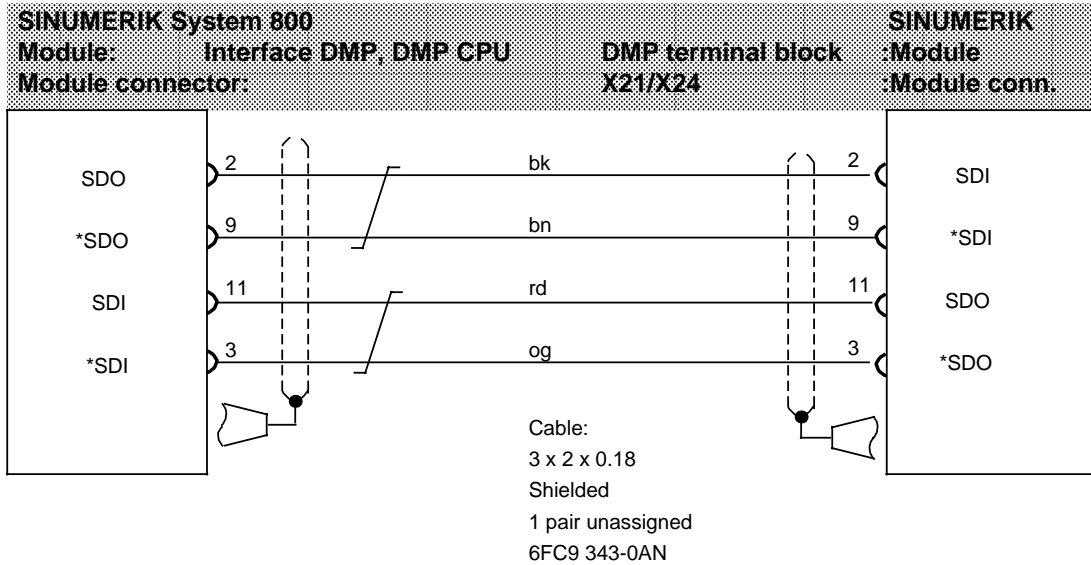 SINUMERIK System 800 SINUMERIK
Module: Interface DMP, DMP CPU DMP terminal block :Module
Module connector: X21/X24 :Module conn.
SDO 2 bk 2 SDI
*SDO 9 bn 9 *SDI
SDI 11 rd 11 SDO
*SDI 3 og 3 *SDO
Cable:
3 x 2 x 0.18
Shielded
1 pair unassigned
6FC9 343-0AN